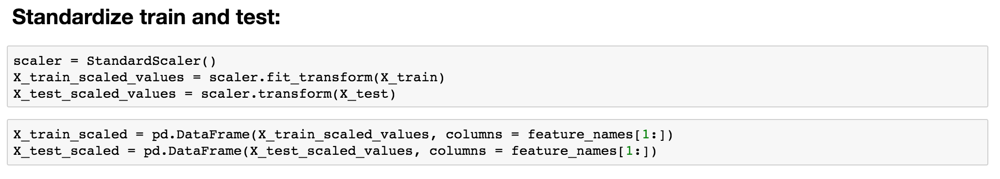 Standardize train and test:
scaler = StandardScaler()
X_train_scaled_values = scaler.fit_transform(X_train)
X_test_scaled_values = scaler.transform(X_test)
X_train_scaled = pd.DataFrame(X_train_scaled_values, columns = feature_names[1:])
X_test_scaled = pd.DataFrame(X_test_scaled_values, columns = feature_names[1:])